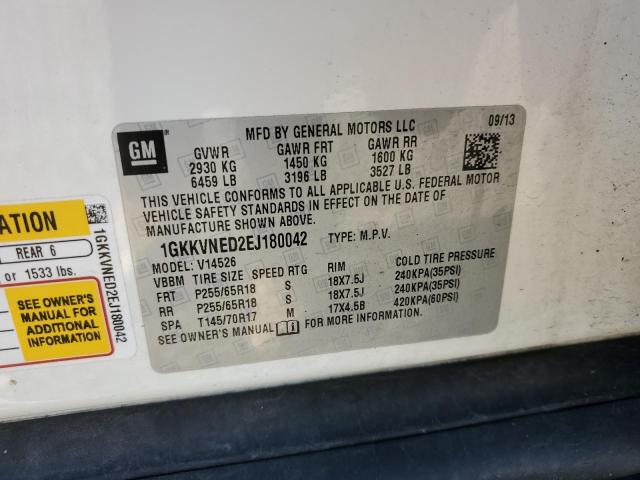 GM
MFD BY GENERAL MOTORS LLC 09/13
GVWR GAWR FRT GAWR RR
2930 KG 1450 KG 1600 KG
6459 LB 3196 LB 3527 LB
THIS VEHICLE CONFORMS TO ALL APPLICABLE U.S. FEDERAL MOTOR
VEHICLE SAFETY STANDARDS IN EFFECT ON THE DATE OF
MANUFACTURE SHOWN ABOVE.
1GKKVNED2EJ180042 TYPE: M.P.V.
MODEL: V14526
VBBM TIRE SIZE SPEED RTG RIM COLD TIRE PRESSURE
FRT P255/65R18 S 18X7.5J 240KPA(35PSI)
RR P255/65R18 S 18X7.5J 240KPA(35PSI)
SPA T145/70R17 M 17X4.5B 420KPA(60PSI)
SEE OWNER'S MANUAL FOR MORE INFORMATION.
ATION
REAR 6
or 1533 lbs.
SEE OWNER'S
MANUAL FOR
ADDITIONAL
INFORMATION
1GKKVNED2EJ180042